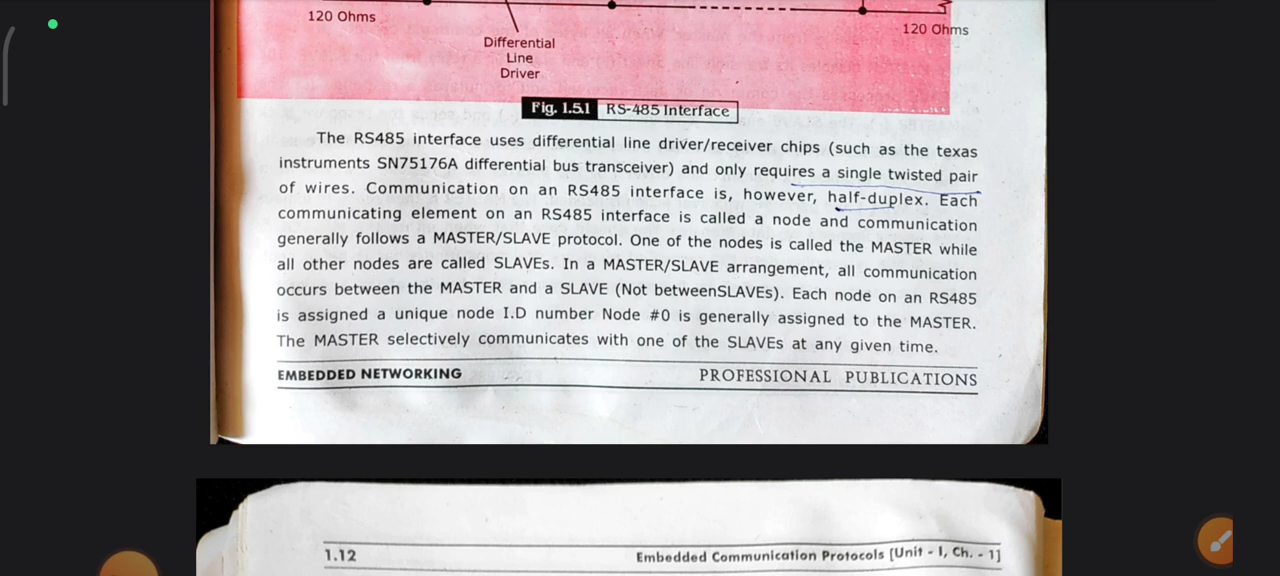 120 Ohms
120 Ohms
Differential
Line
Driver
Fig. 1.5.1 RS-485 Interface
The RS485 interface uses differential line driver/receiver chips (such as the texas
instruments SN75176A differential bus transceiver) and only requires a single twisted pair
of wires. Communication on an RS485 interface is, however, half-duplex. Each
communicating element on an RS485 interface is called a node and communication
generally follows a MASTER/SLAVE protocol. One of the nodes is called the MASTER while
all other nodes are called SLAVEs. In a MASTER/SLAVE arrangement, all communication
occurs between the MASTER and a SLAVE (Not betweenSLAVEs). Each node on an RS485
is assigned a unique node I.D number Node #0 is generally assigned to the MASTER.
The MASTER selectively communicates with one of the SLAVEs at any given time.
EMBEDDED NETWORKING PROFESSIONAL PUBLICATIONS
1.12 Embedded Communication Protocols [Unit - I, Ch. - 1]